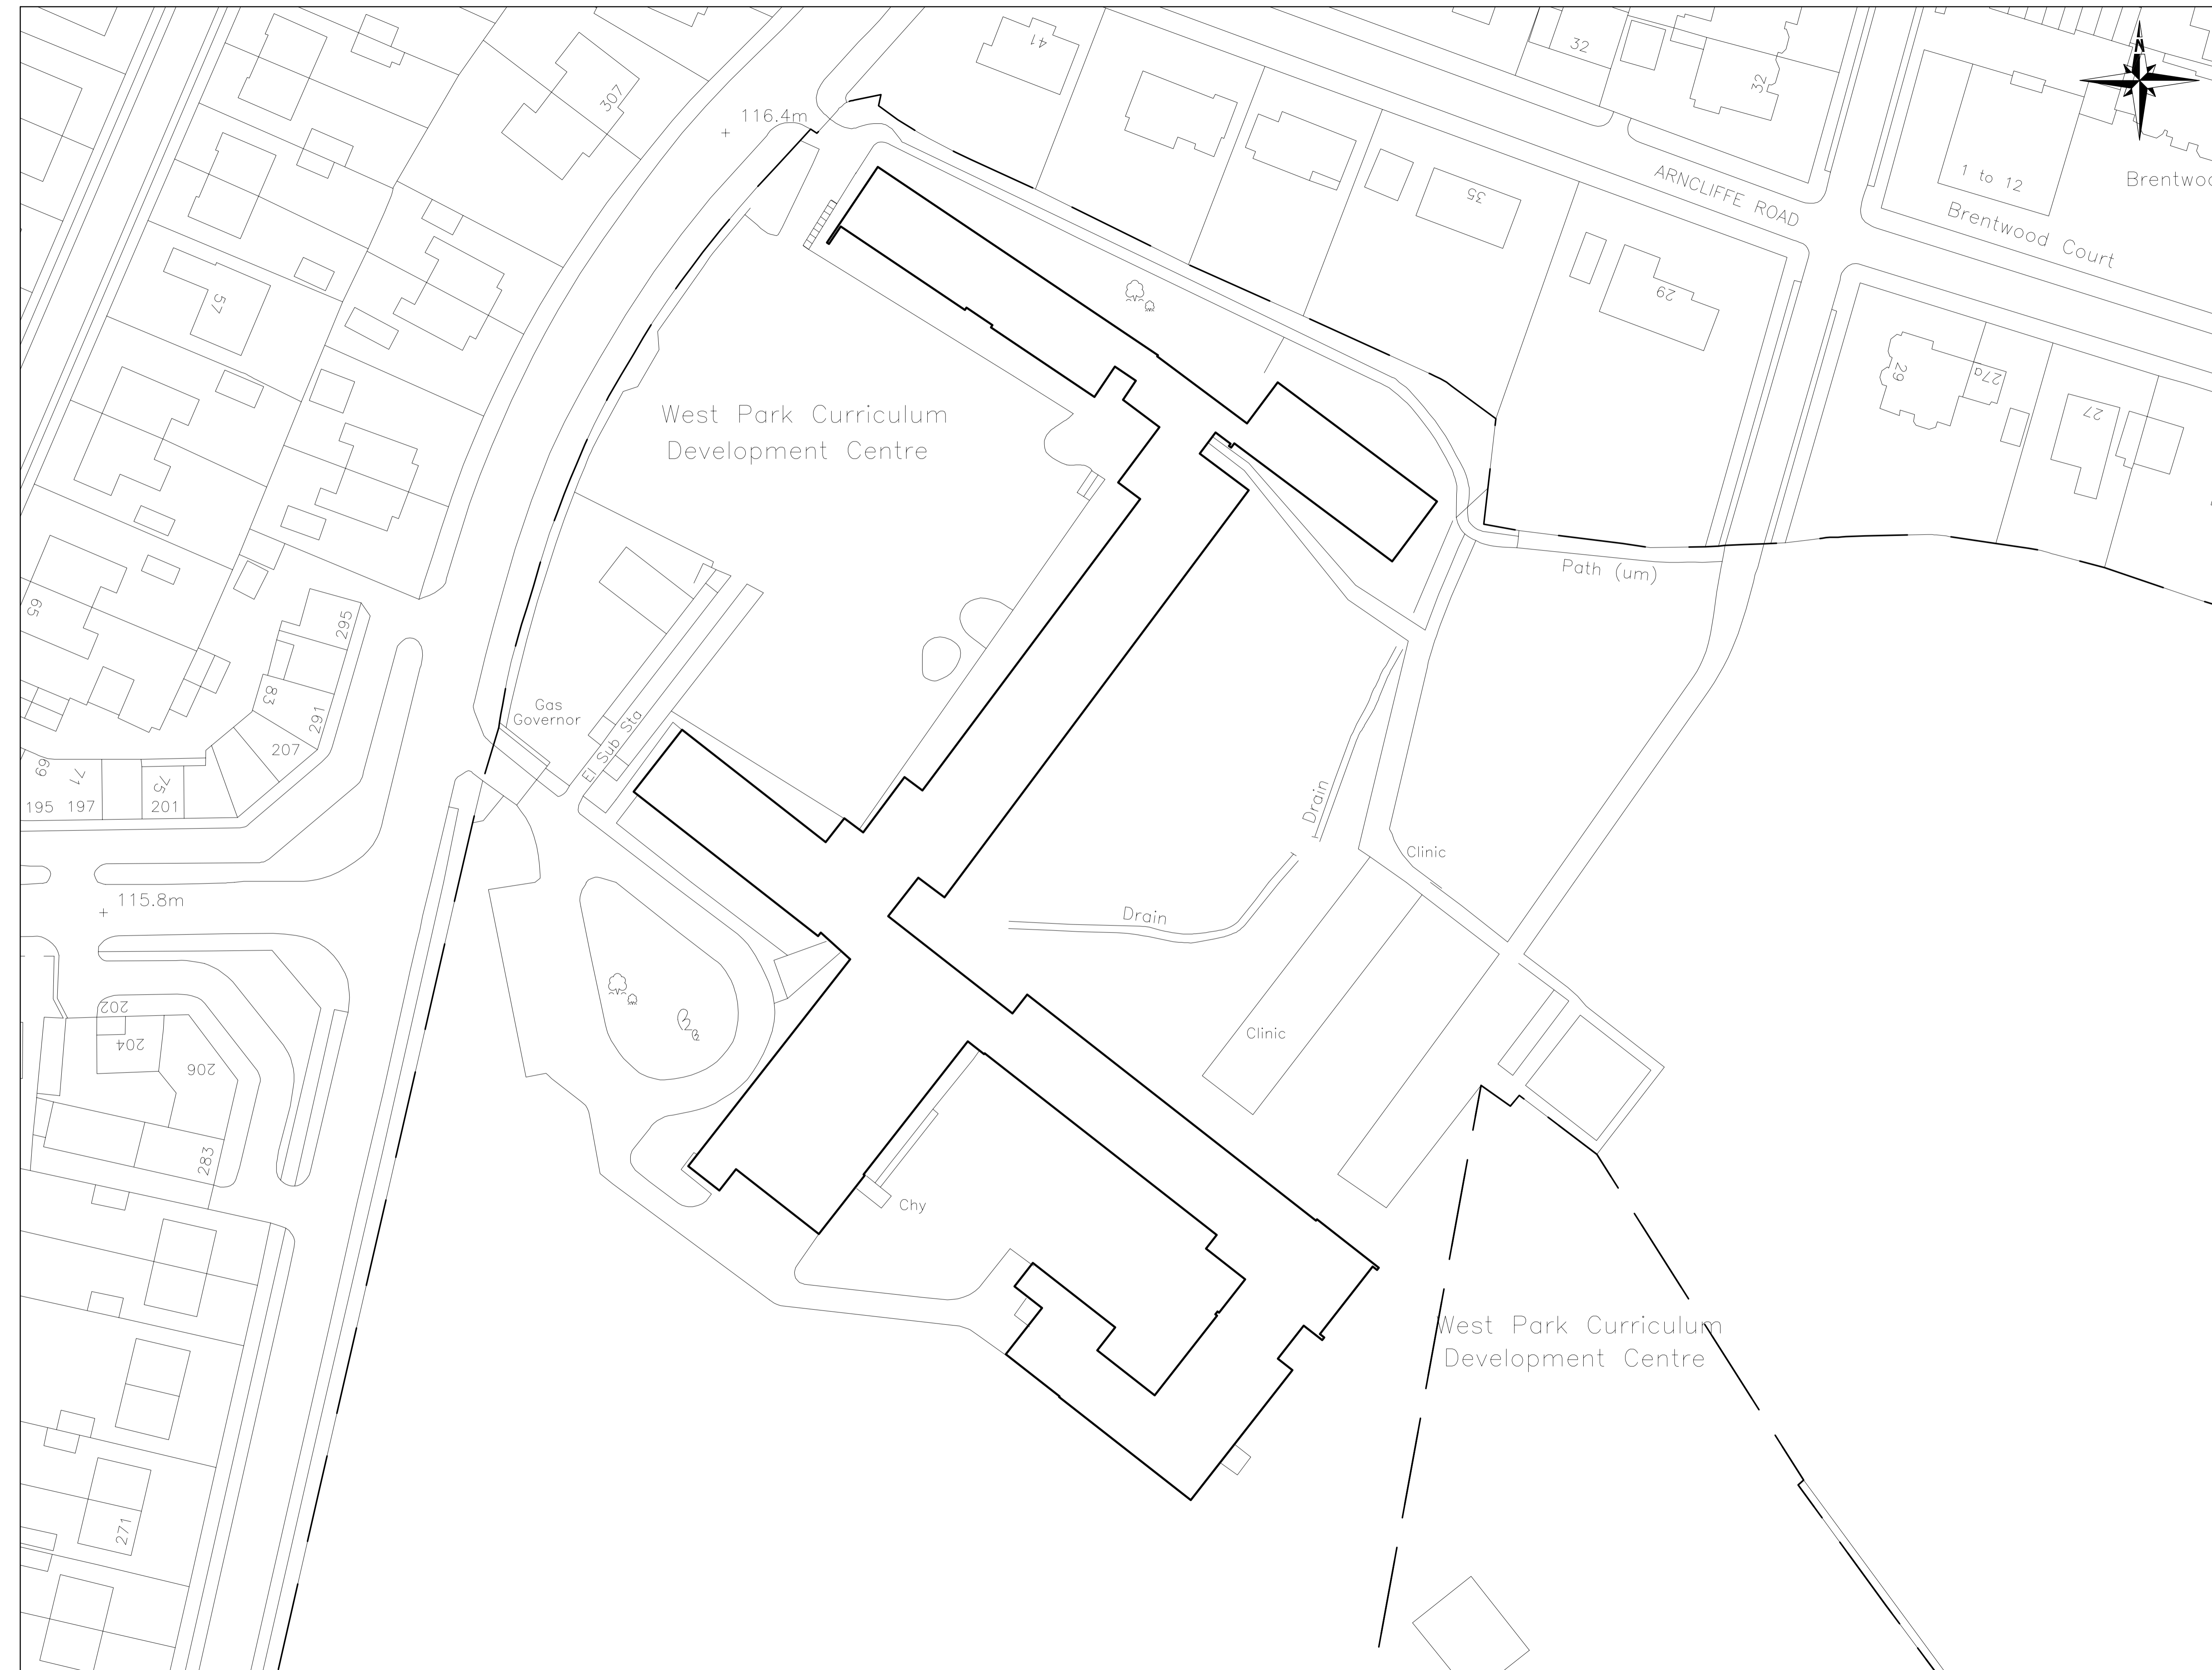 N
41
32
32
307
116.4m
1 to 12
Brentwoo
ARNCLIFFE ROAD
Brentwood Court
35
29
57
29
27a
27
West Park Curriculum
Development Centre
Path (um)
65
295
83
291
207
Gas
Governor
El Sub Sta
69
71
75
195
197
201
Drain
Clinic
115.8m
Drain
202
204
206
Clinic
283
Chy
West Park Curriculum
Development Centre
271